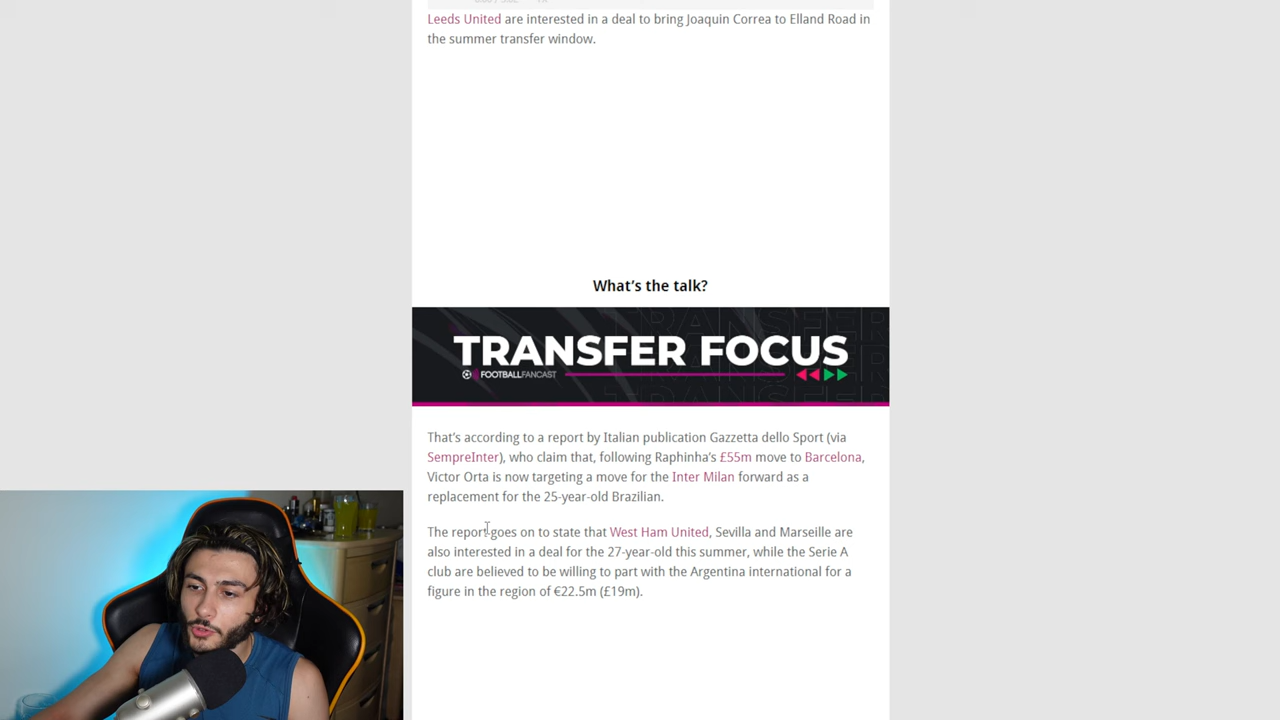 Leeds United are interested in a deal to bring Joaquin Correa to Elland Road in
the summer transfer window.
What's the talk?
TRANSFER FOCUS
FOOTBALLFANCAST
That's according to a report by Italian publication Gazzetta dello Sport (via
SempreInter), who claim that, following Raphinha's £55m move to Barcelona,
Victor Orta is now targeting a move for the Inter Milan forward as a
replacement for the 25-year-old Brazilian.
The report goes on to state that West Ham United, Sevilla and Marseille are
also interested in a deal for the 27-year-old this summer, while the Serie A
club are believed to be willing to part with the Argentina international for a
figure in the region of €22.5m (£19m).